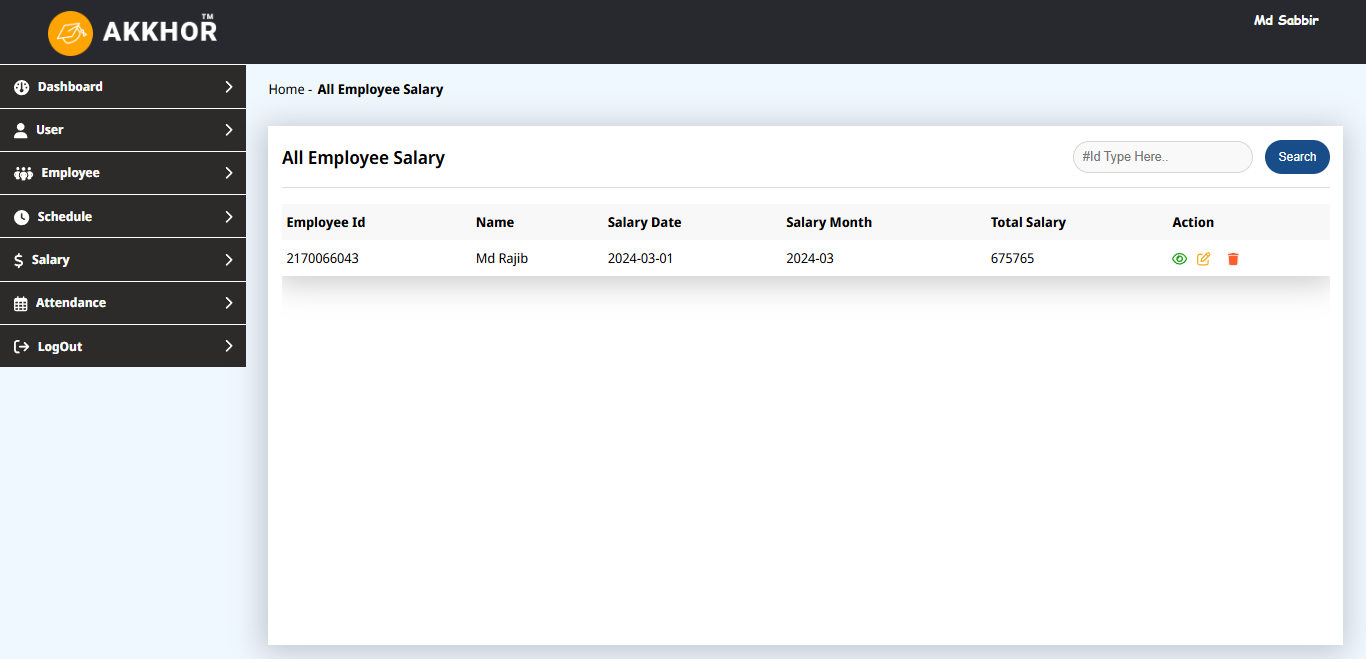 AKKHOR™
Md Sabbir
Dashboard
User
Employee
Schedule
Salary
Attendance
LogOut
Home - All Employee Salary
All Employee Salary
#Id Type Here..
Search
Employee Id Name Salary Date Salary Month Total Salary Action
2170066043 Md Rajib 2024-03-01 2024-03 675765